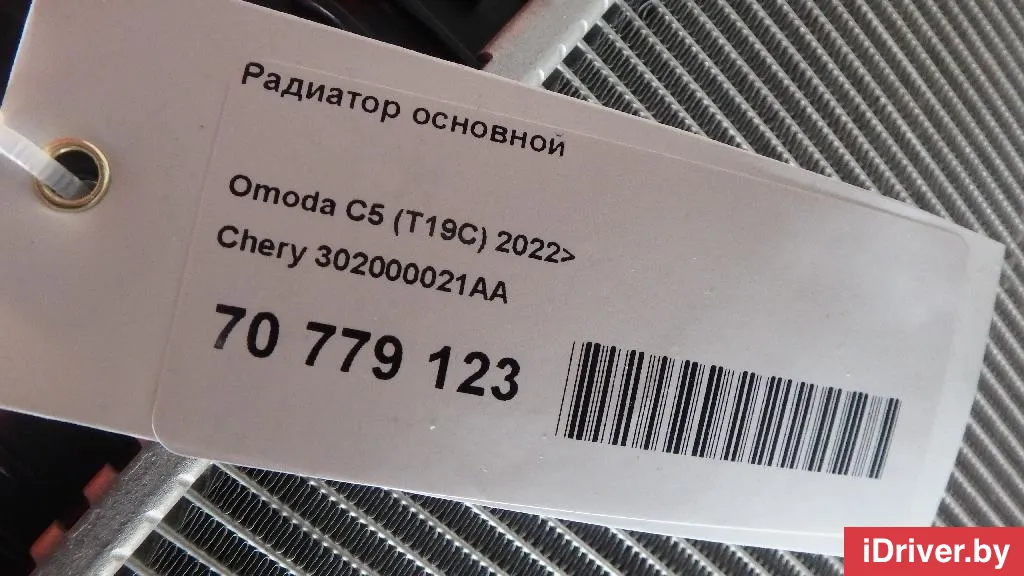 Радиатор основной
Omoda C5 (T19C) 2022>
Chery 302000021AA
70 779 123
iDriver.by